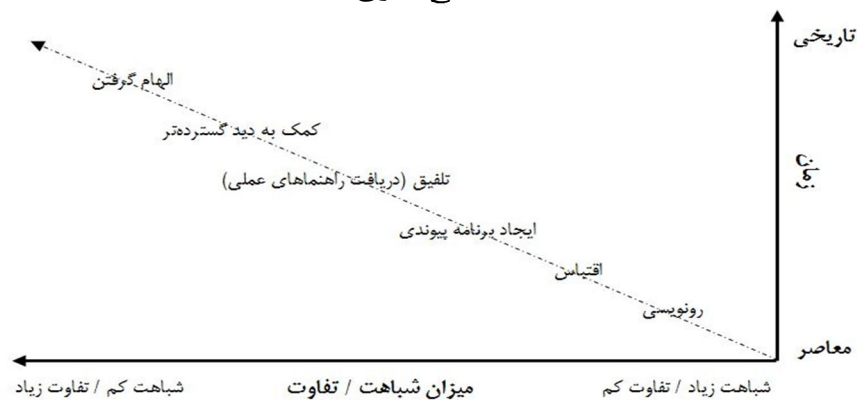 تاریخی
الهام گرفتن
کمک به دید گسترده‌تر
زمان
تلفیق (دریافت راهنماهای عملی)
ایجاد برنامه پیوندی
اقتباس
رونویسی
معاصر
شباهت زیاد / تفاوت کم
میزان شباهت / تفاوت
شباهت کم / تفاوت زیاد